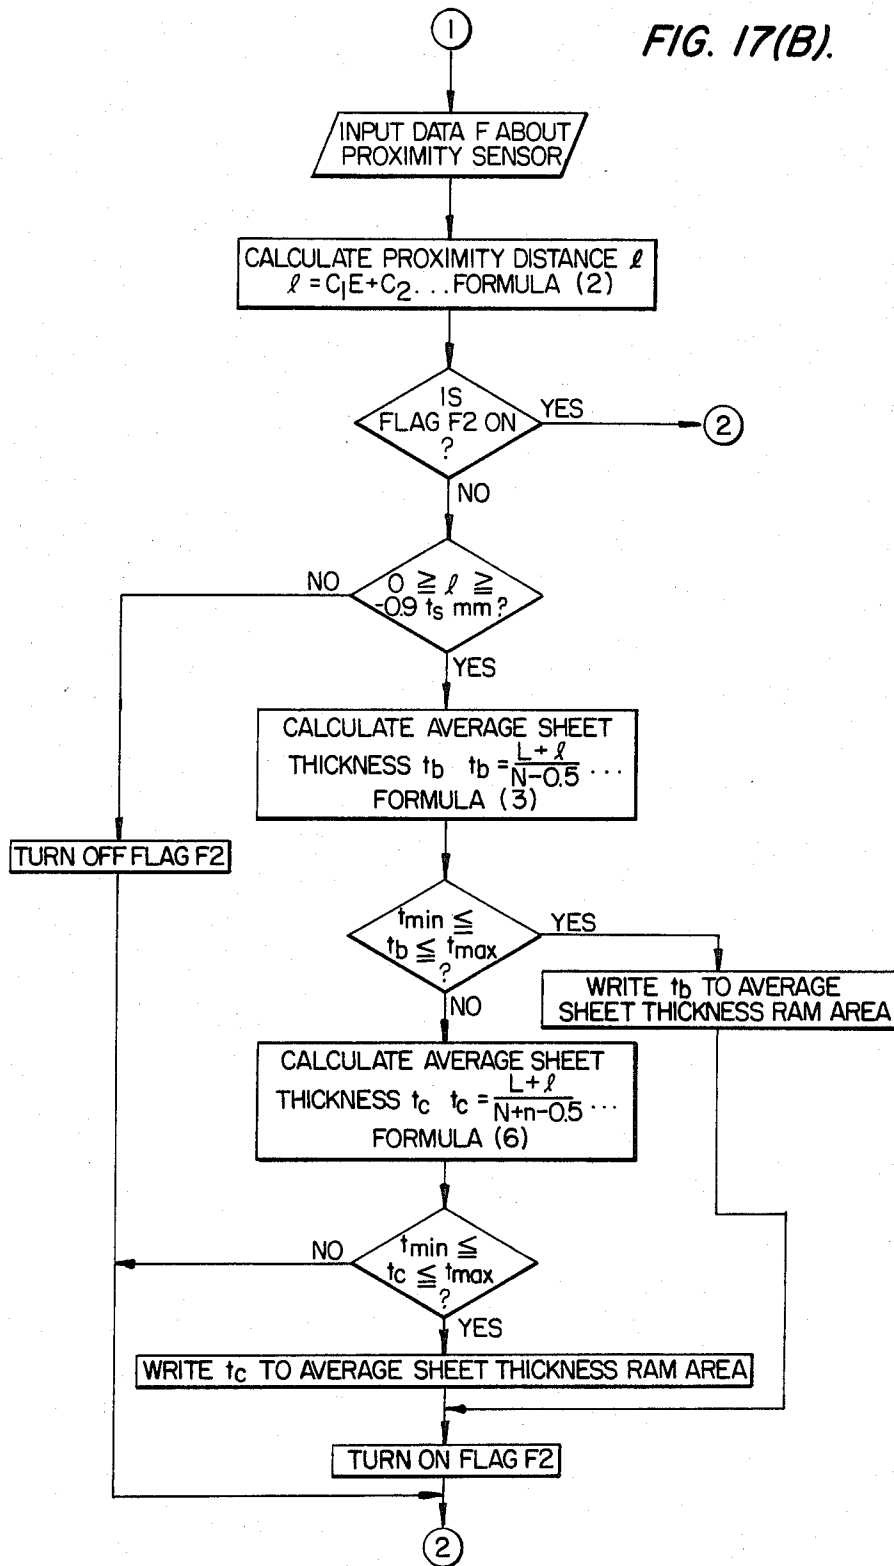 1
FIG. 17(B).
INPUT DATA F ABOUT
PROXIMITY SENSOR
CALCULATE PROXIMITY DISTANCE ℓ
ℓ = C₁E+C₂...FORMULA (2)
IS
FLAG F2 ON
?
YES
2
NO
0 ≧ ℓ ≧
-0.9 ts mm?
NO
YES
CALCULATE AVERAGE SHEET
THICKNESS tb tb = L+ℓ / N-0.5 ...
FORMULA (3)
TURN OFF FLAG F2
tmin ≦
tb ≦ tmax
?
YES
WRITE tb TO AVERAGE
SHEET THICKNESS RAM AREA
NO
CALCULATE AVERAGE SHEET
THICKNESS tc tc = L+ℓ / N+n-0.5 ...
FORMULA (6)
NO
tmin ≦
tc ≦ tmax
?
YES
WRITE tc TO AVERAGE SHEET THICKNESS RAM AREA
TURN ON FLAG F2
2